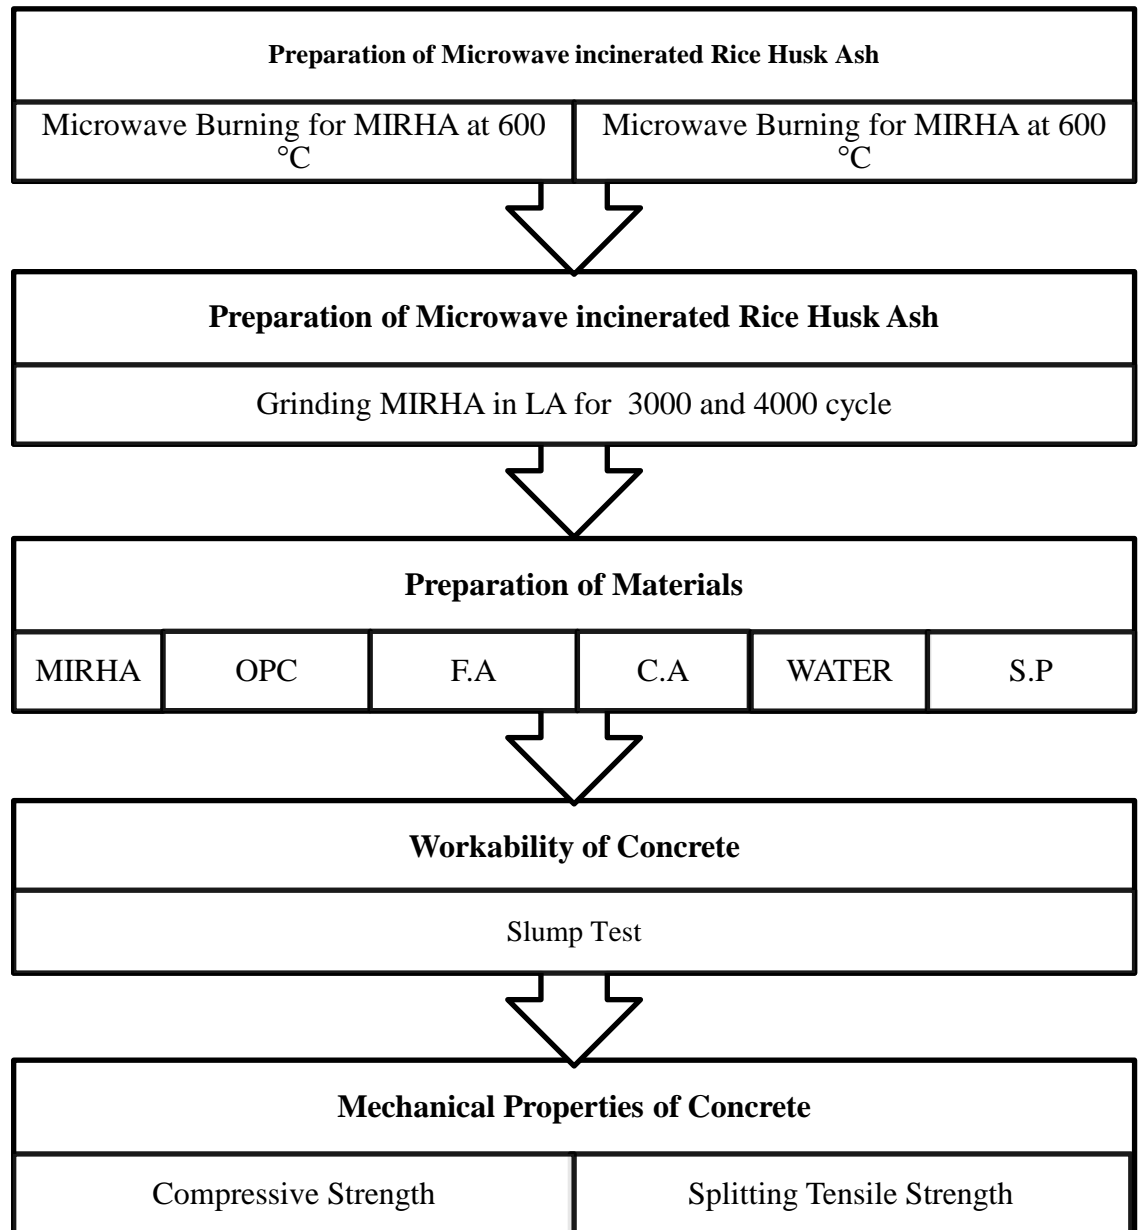 Preparation of Microwave incinerated Rice Husk Ash
Microwave Burning for MIRHA at 600
°C
Microwave Burning for MIRHA at 600
°C
Preparation of Microwave incinerated Rice Husk Ash
Grinding MIRHA in LA for 3000 and 4000 cycle
Preparation of Materials
MIRHA OPC F.A C.A WATER S.P
Workability of Concrete
Slump Test
Mechanical Properties of Concrete
Compressive Strength Splitting Tensile Strength